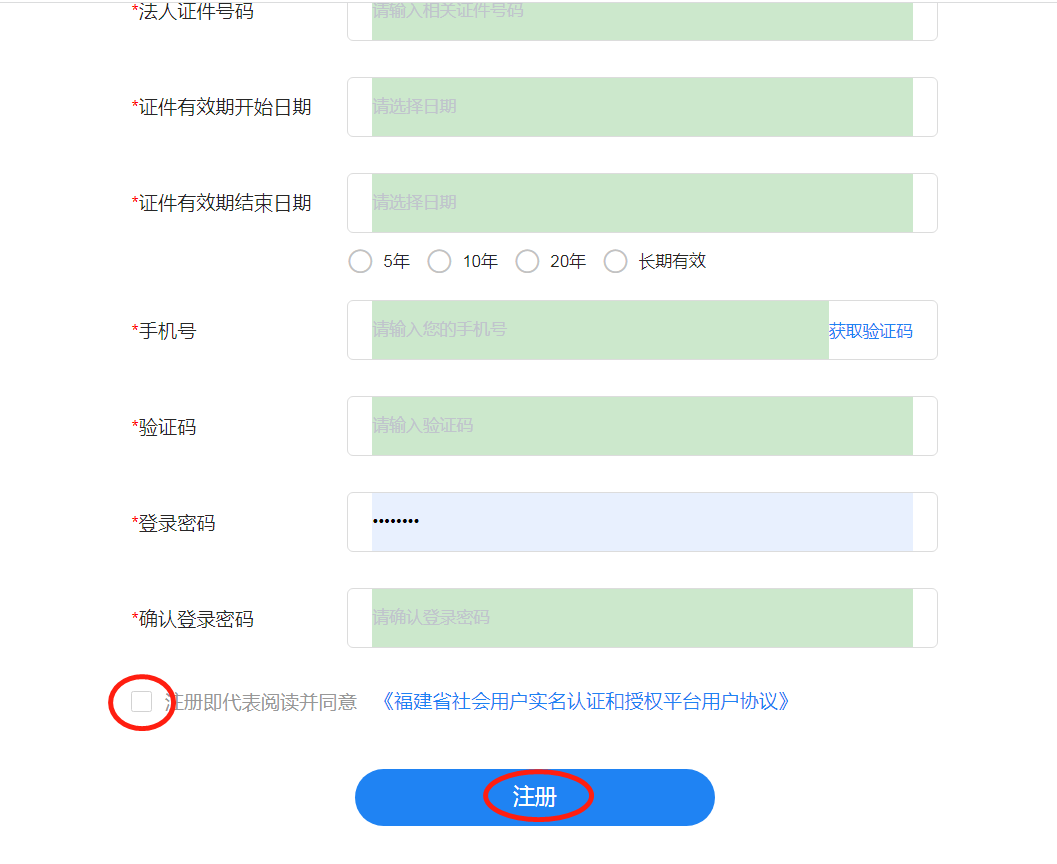 *法人证件号码 请输入相关证件号码
*证件有效期开始日期 请选择日期
*证件有效期结束日期 请选择日期
5年 10年 20年 长期有效
*手机号 请输入您的手机号 获取验证码
*验证码 请输入验证码
*登录密码 ••••••••
*确认登录密码 请确认登录密码
注册即代表阅读并同意 《福建省社会用户实名认证和授权平台用户协议》
注册